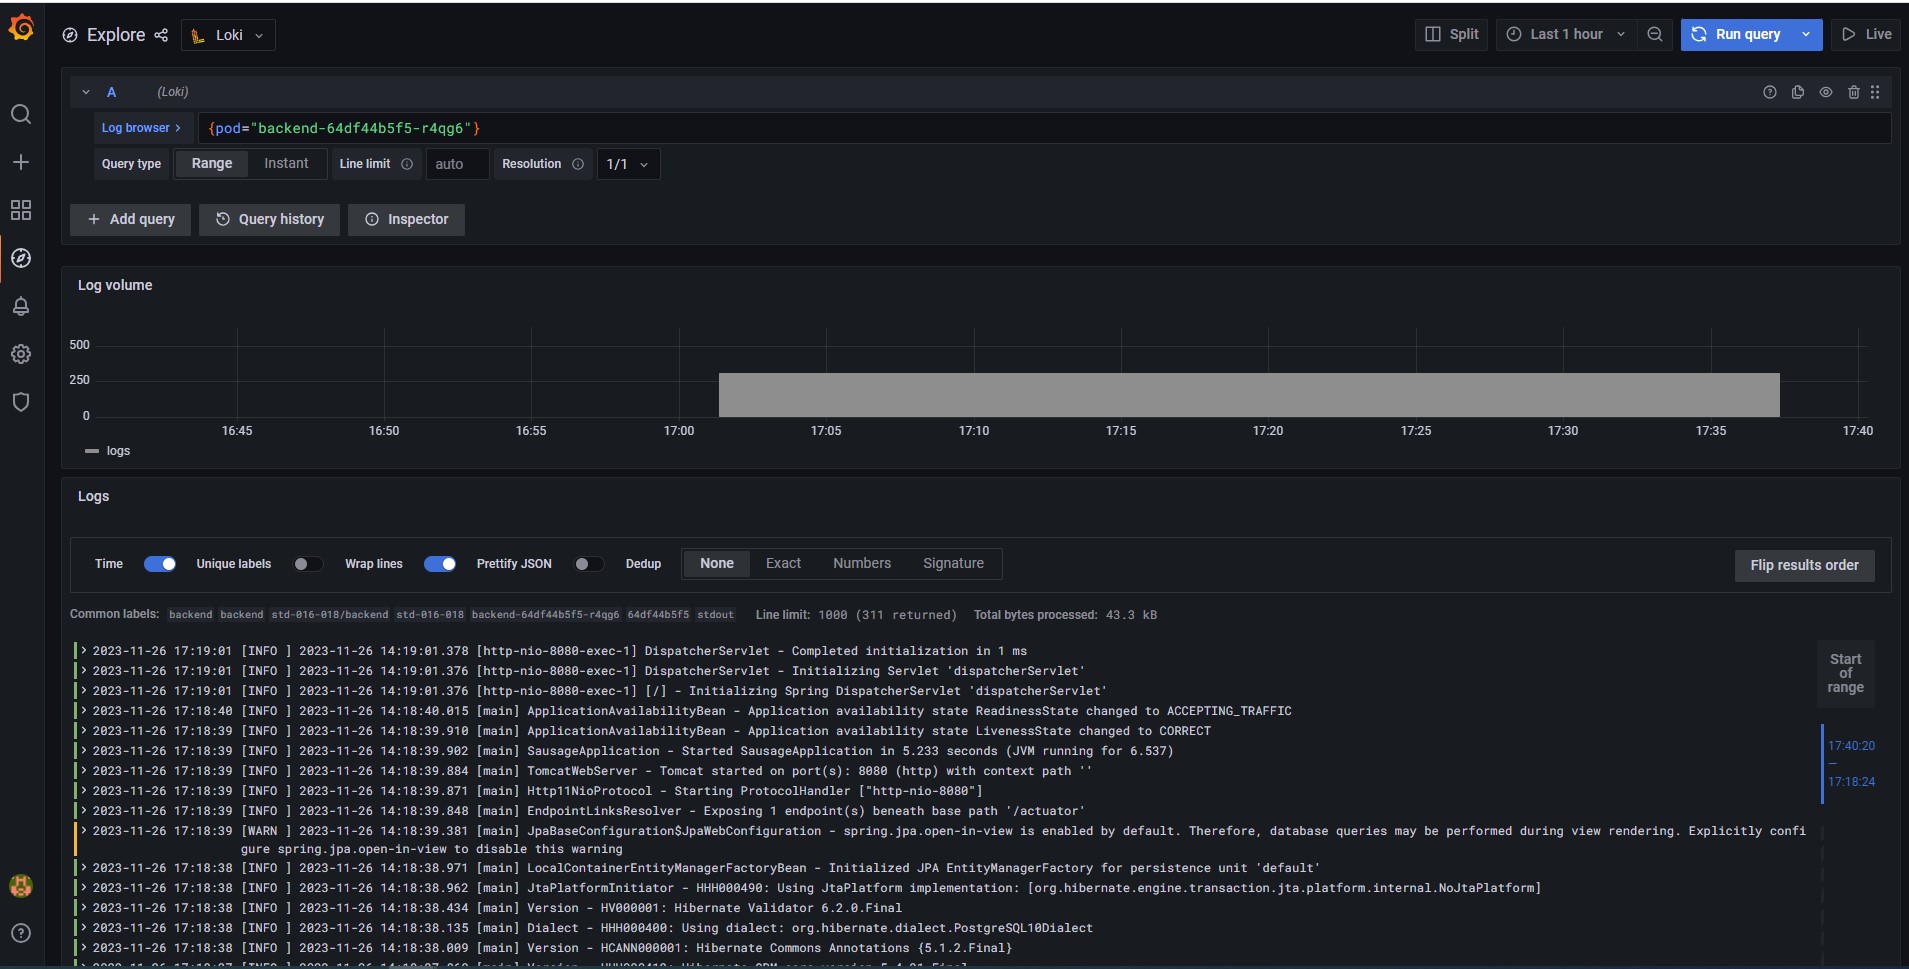 Explore Loki Split Last 1 hour Run query Live
A (Loki)
Log browser {pod="backend-64df44b5f5-r4qg6"}
Query type Range Instant Line limit auto Resolution 1/1
+ Add query Query history Inspector
Log volume
500
250
0
16:45 16:50 16:55 17:00 17:05 17:10 17:15 17:20 17:25 17:30 17:35 17:40
logs
Logs
Time Unique labels Wrap lines Prettify JSON Dedup None Exact Numbers Signature Flip results order
Common labels: backend backend std-016-018/backend std-016-018 backend-64df44b5f5-r4qg6 64df44b5f5 stdout Line limit: 1000 (311 returned) Total bytes processed: 43.3 kB
2023-11-26 17:19:01 [INFO ] 2023-11-26 14:19:01.378 [http-nio-8080-exec-1] DispatcherServlet - Completed initialization in 1 ms
2023-11-26 17:19:01 [INFO ] 2023-11-26 14:19:01.376 [http-nio-8080-exec-1] DispatcherServlet - Initializing Servlet 'dispatcherServlet'
2023-11-26 17:19:01 [INFO ] 2023-11-26 14:19:01.376 [http-nio-8080-exec-1] [/] - Initializing Spring DispatcherServlet 'dispatcherServlet'
2023-11-26 17:18:40 [INFO ] 2023-11-26 14:18:40.015 [main] ApplicationAvailabilityBean - Application availability state ReadinessState changed to ACCEPTING_TRAFFIC
2023-11-26 17:18:39 [INFO ] 2023-11-26 14:18:39.910 [main] ApplicationAvailabilityBean - Application availability state LivenessState changed to CORRECT
2023-11-26 17:18:39 [INFO ] 2023-11-26 14:18:39.902 [main] SausageApplication - Started SausageApplication in 5.233 seconds (JVM running for 6.537)
2023-11-26 17:18:39 [INFO ] 2023-11-26 14:18:39.884 [main] TomcatWebServer - Tomcat started on port(s): 8080 (http) with context path ''
2023-11-26 17:18:39 [INFO ] 2023-11-26 14:18:39.871 [main] Http11NioProtocol - Starting ProtocolHandler ["http-nio-8080"]
2023-11-26 17:18:39 [INFO ] 2023-11-26 14:18:39.848 [main] EndpointLinksResolver - Exposing 1 endpoint(s) beneath base path '/actuator'
2023-11-26 17:18:39 [WARN ] 2023-11-26 14:18:39.381 [main] JpaBaseConfiguration$JpaWebConfiguration - spring.jpa.open-in-view is enabled by default. Therefore, database queries may be performed during view rendering. Explicitly confi
gure spring.jpa.open-in-view to disable this warning
2023-11-26 17:18:38 [INFO ] 2023-11-26 14:18:38.971 [main] LocalContainerEntityManagerFactoryBean - Initialized JPA EntityManagerFactory for persistence unit 'default'
2023-11-26 17:18:38 [INFO ] 2023-11-26 14:18:38.962 [main] JtaPlatformInitiator - HHH000490: Using JtaPlatform implementation: [org.hibernate.engine.transaction.jta.platform.internal.NoJtaPlatform]
2023-11-26 17:18:38 [INFO ] 2023-11-26 14:18:38.434 [main] Version - HV000001: Hibernate Validator 6.2.0.Final
2023-11-26 17:18:38 [INFO ] 2023-11-26 14:18:38.135 [main] Dialect - HHH000400: Using dialect: org.hibernate.dialect.PostgreSQL10Dialect
2023-11-26 17:18:38 [INFO ] 2023-11-26 14:18:38.009 [main] Version - HCANN000001: Hibernate Commons Annotations {5.1.2.Final}
Start
of
range
17:40:20
—
17:18:24